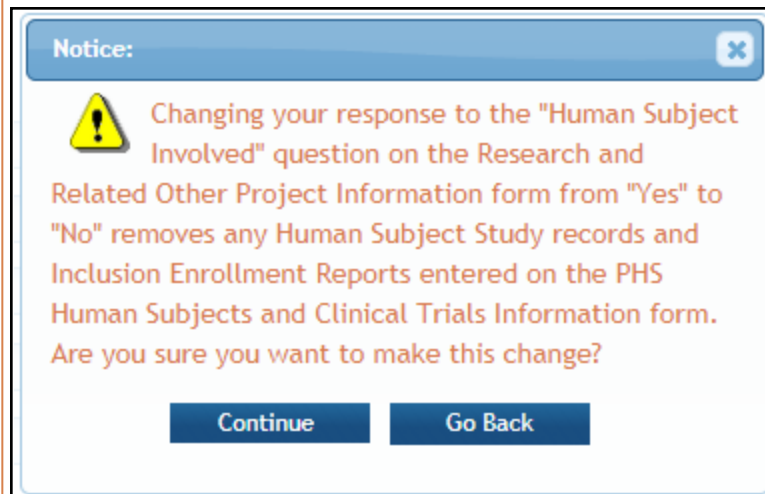 Notice:
Changing your response to the "Human Subject
Involved" question on the Research and
Related Other Project Information form from "Yes" to
"No" removes any Human Subject Study records and
Inclusion Enrollment Reports entered on the PHS
Human Subjects and Clinical Trials Information form.
Are you sure you want to make this change?
Continue
Go Back